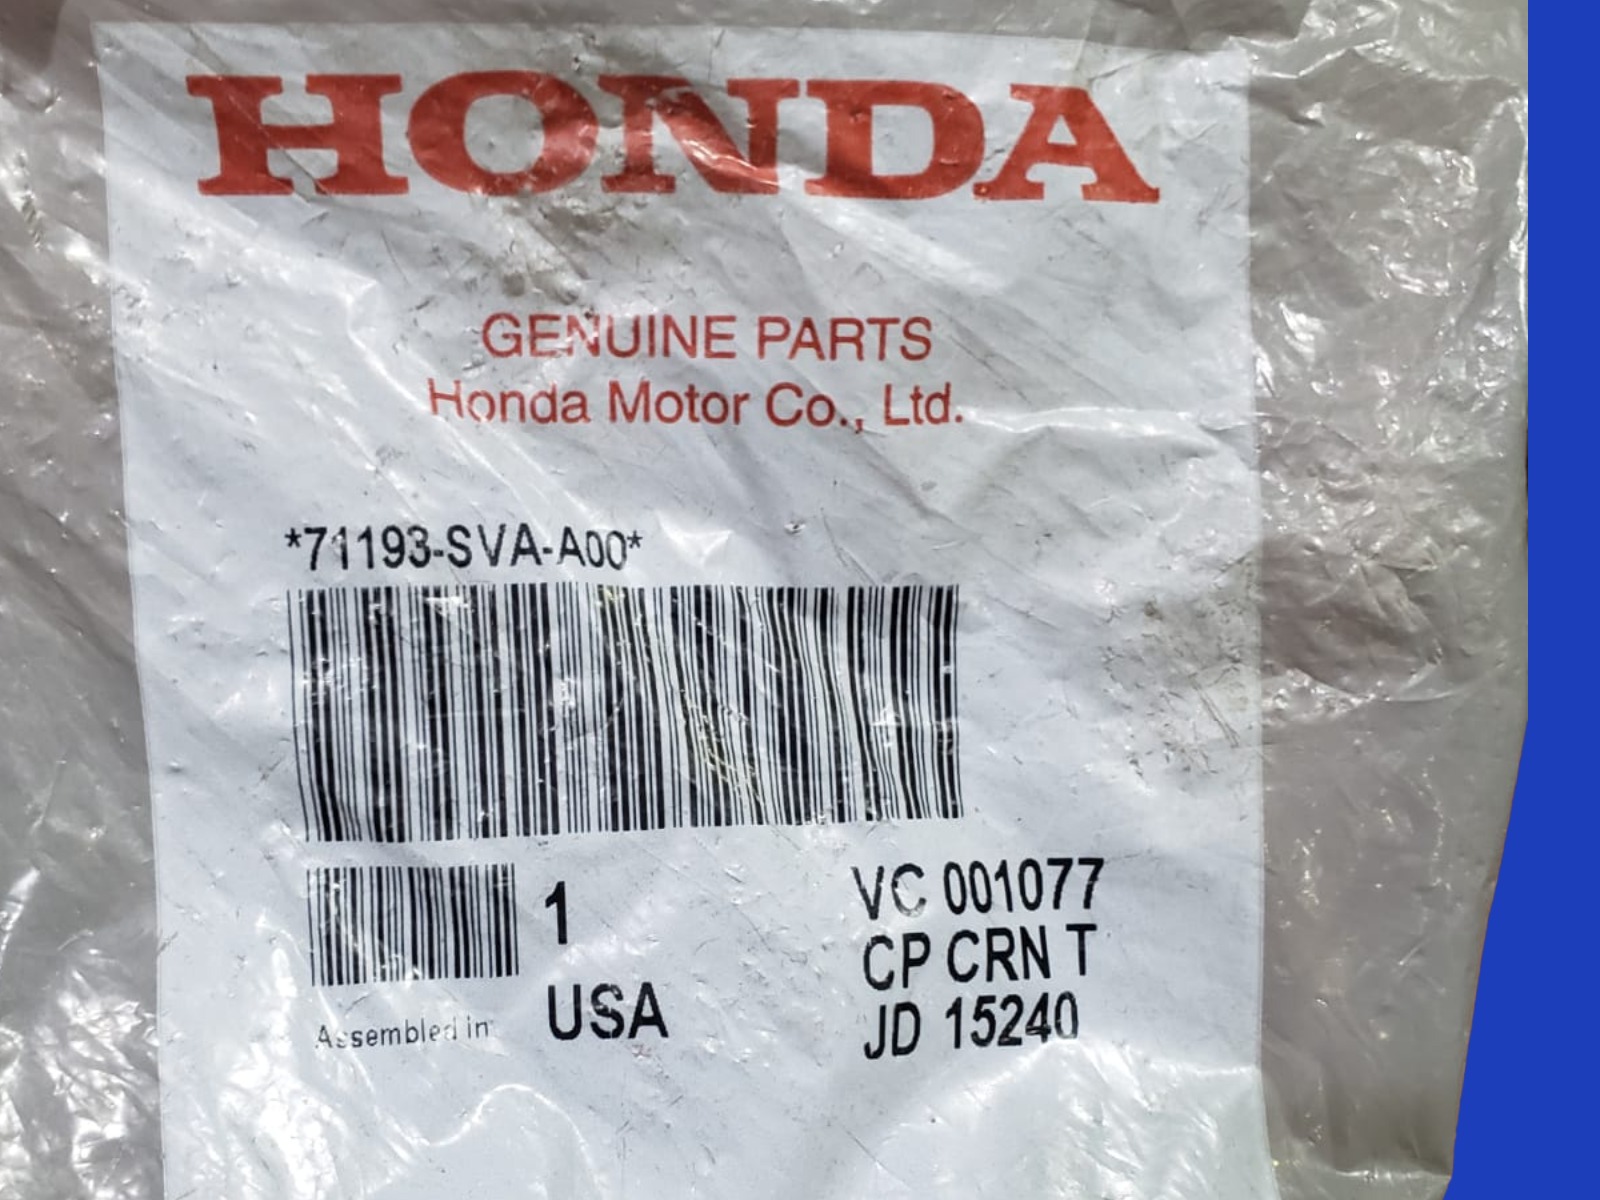 HONDA
GENUINE PARTS
Honda Motor Co., Ltd.
*71193-SVA-A00*
1
USA
Assembled in
VC 001077
CP CRN T
JD 15240